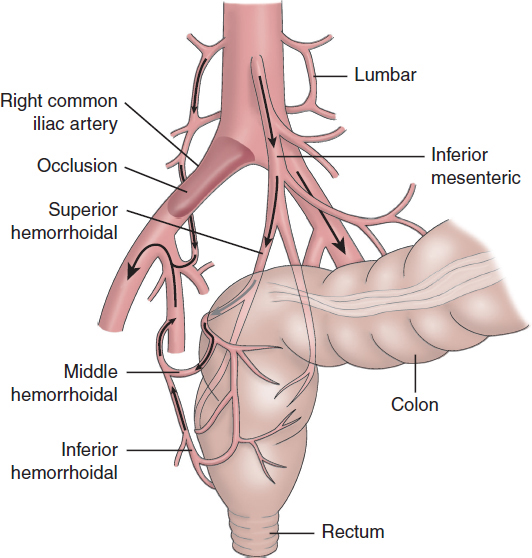 Lumbar
Right common
iliac artery
Occlusion
Inferior
mesenteric
Superior
hemorrhoidal
Middle
hemorrhoidal
Colon
Inferior
hemorrhoidal
Rectum